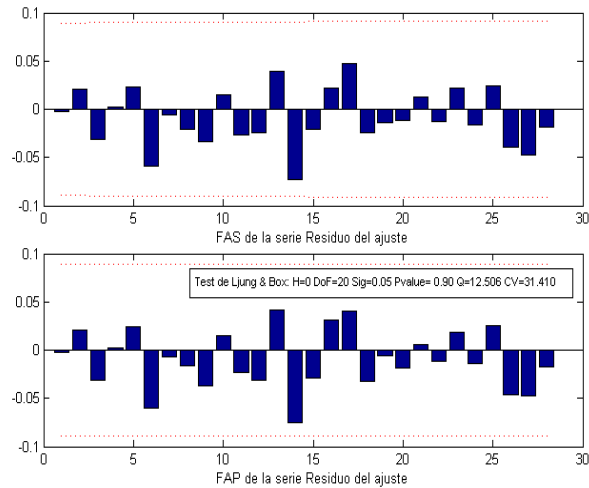 0.1
0.05
0
-0.05
-0.1
0 5 10 15 20 25 30
FAS de la serie Residuo del ajuste
0.1
0.05
0
-0.05
-0.1
Test de Ljung & Box: H=0 DoF=20 Sig=0.05 Pvalue= 0.90 Q=12.506 CV=31.410
0 5 10 15 20 25 30
FAP de la serie Residuo del ajuste